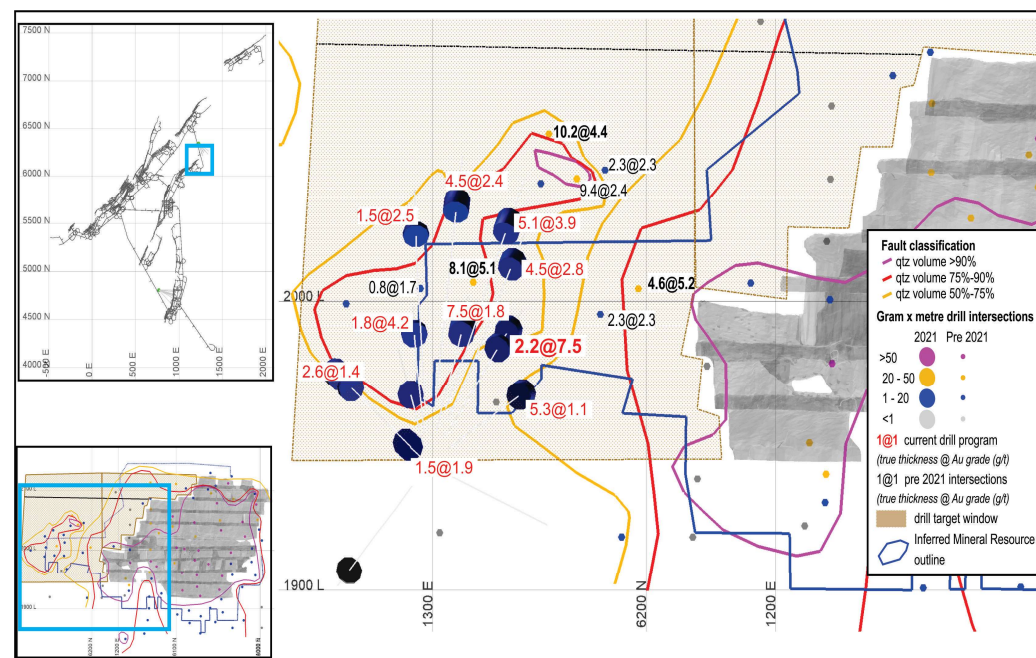 7500 N
7000 N
6500 N
6000 N
5500 N
5000 N
4500 N
4000 N
0 E
500 E
1000 E
1500 E
2000 E
10.2@4.4
2.3@2.3
9.4@2.4
4.5@2.4
1.5@2.5
5.1@3.9
8.1@5.1
4.5@2.8
0.8@1.7
4.6@5.2
2000 L
7.5@1.8
1.8@4.2
2.3@2.3
2.2@7.5
2.6@1.4
5.3@1.1
1.5@1.9
1900 L
1300 E
6200 N
1200 E
Fault classification
qtz volume >90%
qtz volume 75%-90%
qtz volume 50%-75%
Gram x metre drill intersections
2021 Pre 2021
>50
20 - 50
1 - 20
<1
1@1 current drill program
(true thickness @ Au grade (g/t)
1@1 pre 2021 intersections
(true thickness @ Au grade (g/t)
drill target window
Inferred Mineral Resource
outline
6200 N
1200 E
6100 N